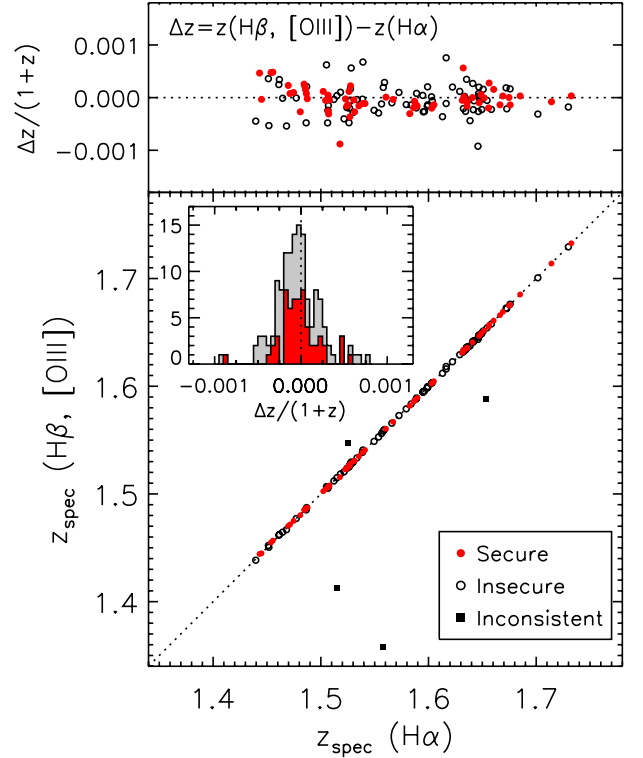 Δz=z(Hβ, [OIII])−z(Hα)
0.001
0.000
−0.001
Δz/(1+z)
15
10
5
0
−0.001 0.000 0.001
Δz/(1+z)
1.7
1.6
1.5
1.4
z_spec (Hβ, [OIII])
Secure
Insecure
Inconsistent
1.4 1.5 1.6 1.7
z_spec (Hα)